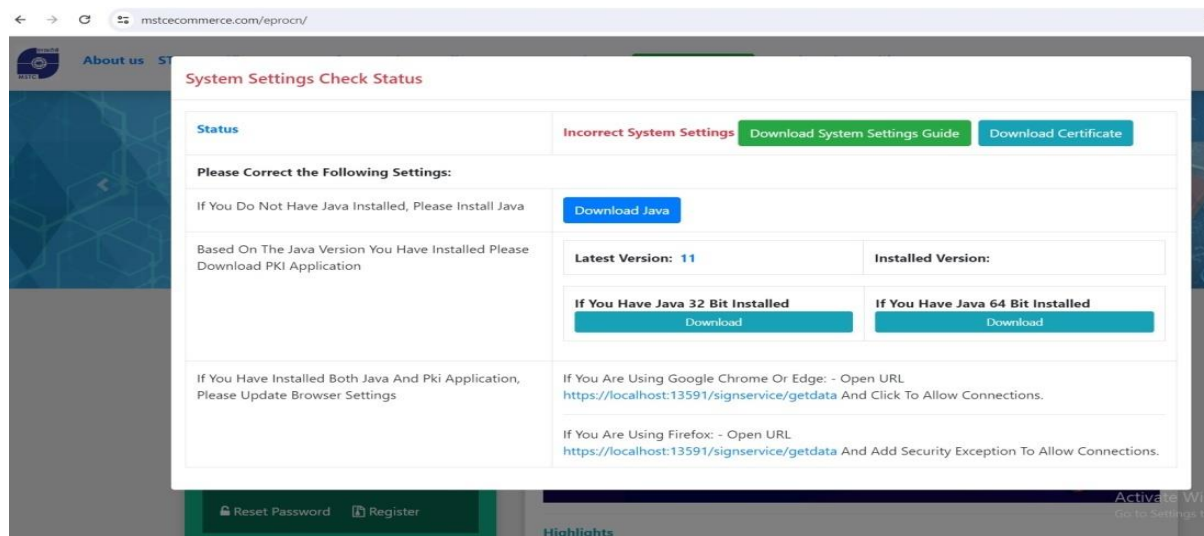 mstcecommerce.com/eprocn/
About us
System Settings Check Status
Status
Incorrect System Settings
Download System Settings Guide
Download Certificate
Please Correct the Following Settings:
If You Do Not Have Java Installed, Please Install Java
Download Java
Based On The Java Version You Have Installed Please
Download PKI Application
Latest Version: 11
Installed Version:
If You Have Java 32 Bit Installed
Download
If You Have Java 64 Bit Installed
Download
If You Have Installed Both Java And Pki Application,
Please Update Browser Settings
If You Are Using Google Chrome Or Edge: - Open URL
https://localhost:13591/signservice/getdata And Click To Allow Connections.
If You Are Using Firefox: - Open URL
https://localhost:13591/signservice/getdata And Add Security Exception To Allow Connections.
Reset Password
Register
Highlights
Activate
Go to Settings